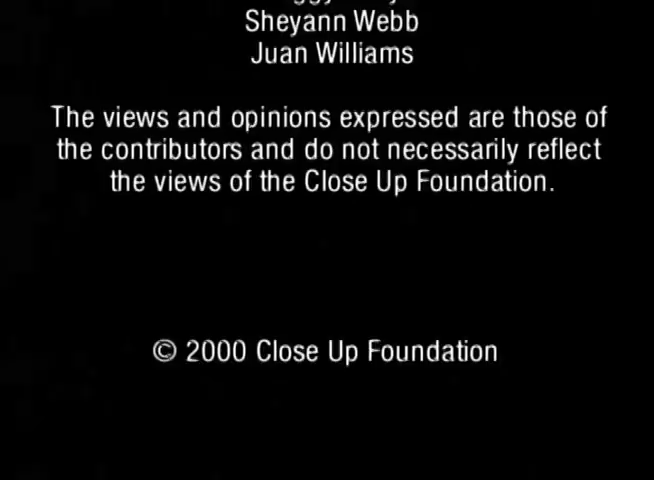 Sheyann Webb
Juan Williams
The views and opinions expressed are those of
the contributors and do not necessarily reflect
the views of the Close Up Foundation.
© 2000 Close Up Foundation